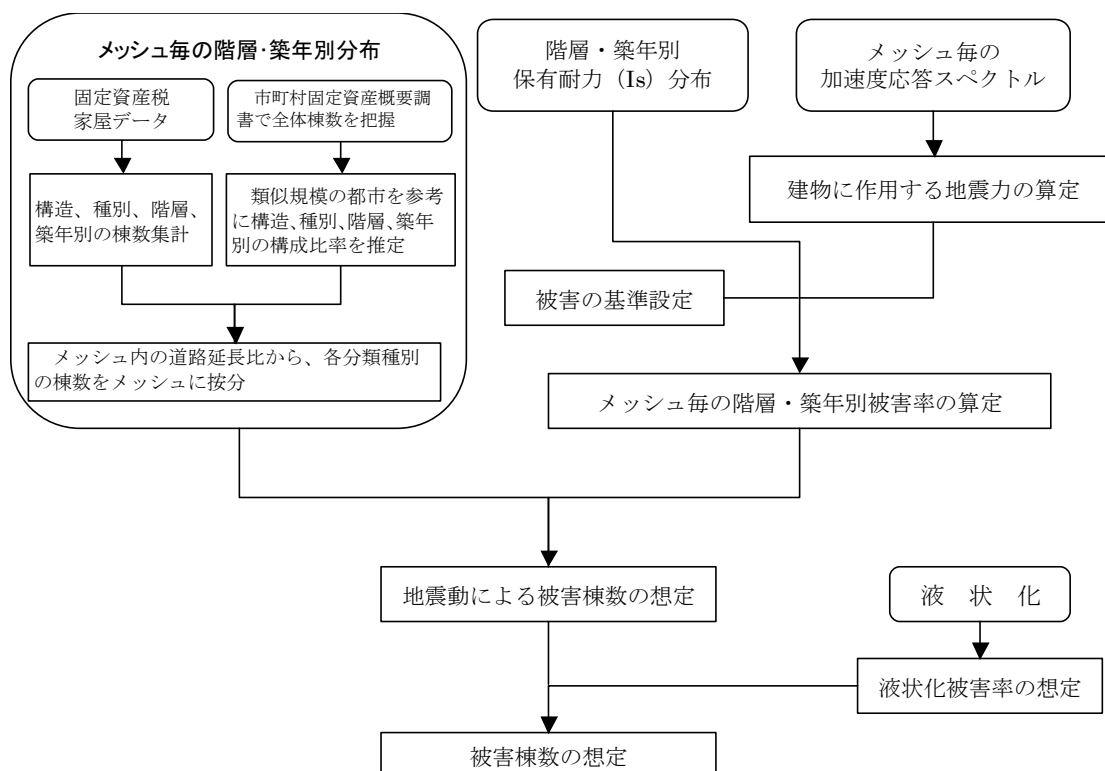 メッシュ毎の階層･築年別分布
固定資産税
家屋データ
市町村固定資産概要調
書で全体棟数を把握
構造、種別、階層、
築年別の棟数集計
類似規模の都市を参考
に構造､種別､階層、築年
別の構成比率を推定
メッシュ内の道路延長比から、各分類種別
の棟数をメッシュに按分
階層・築年別
保有耐力（Is）分布
メッシュ毎の
加速度応答スペクトル
建物に作用する地震力の算定
被害の基準設定
メッシュ毎の階層・築年別被害率の算定
地震動による被害棟数の想定
液　状　化
液状化被害率の想定
被害棟数の想定